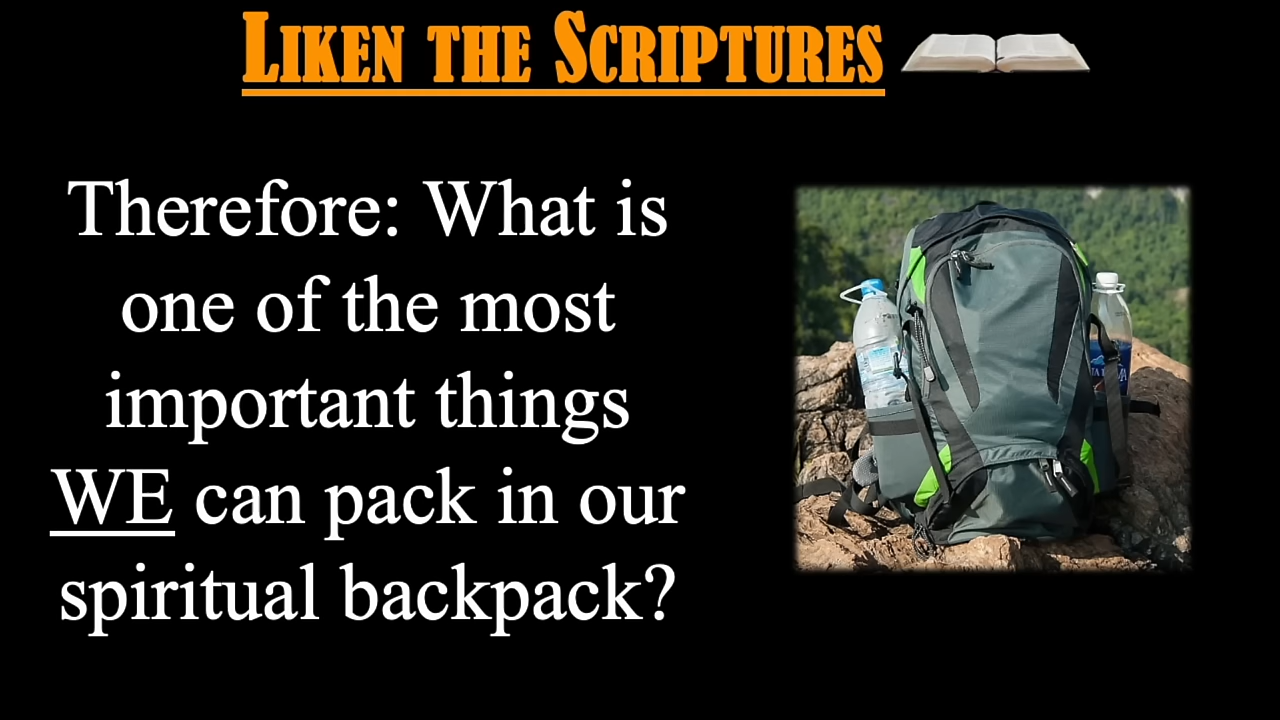 LIKEN THE SCRIPTURES
Therefore: What is
one of the most
important things
WE can pack in our
spiritual backpack?